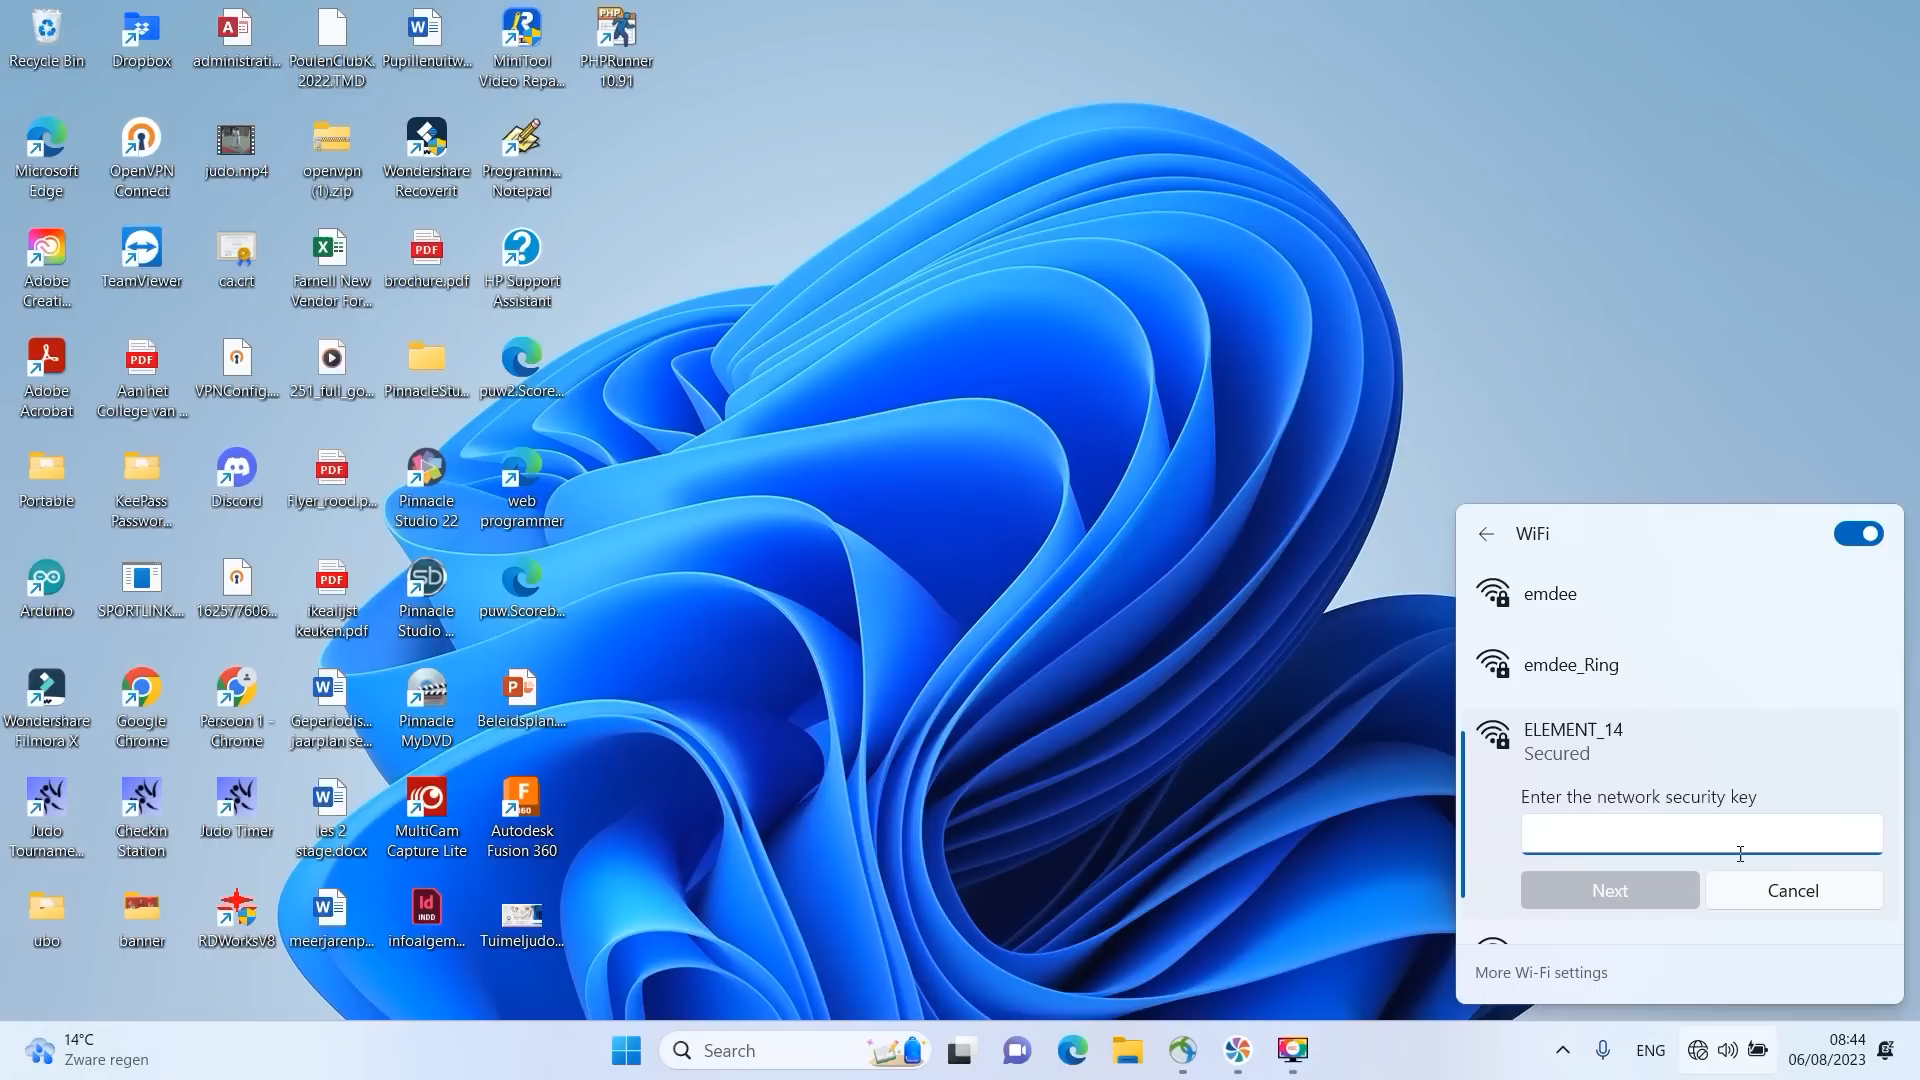 Recycle Bin
Dropbox
administrati...
PoulenClubK.
2022.TMD
Pupillenuitw...
MiniTool
Video Repa...
PHPRunner
10.91
Microsoft
Edge
OpenVPN
Connect
judo.mp4
openvpn
(1).zip
Wondershare
Recoverit
Programm...
Notepad
Adobe
Creati...
TeamViewer
ca.crt
Farnell New
Vendor For...
brochure.pdf
HP Support
Assistant
Adobe
Acrobat
Aan het
College van ...
VPNConfig....
251_full_go...
PinnacleStu...
puw2.Score...
Portable
KeePass
Passwor...
Discord
Flyer_rood.p...
Pinnacle
Studio 22
web
programmer
Arduino
SPORTLINK....
162577606...
ikealijst
keuken.pdf
Pinnacle
Studio ...
puw.Scoreb...
Wondershare
Filmora X
Google
Chrome
Persoon 1 -
Chrome
Geperiodis...
jaarplan se...
Pinnacle
MyDVD
Beleidsplan....
Judo
Tourname...
Checkin
Station
Judo Timer
les 2
stage.docx
MultiCam
Capture Lite
Autodesk
Fusion 360
ubo
banner
RDWorksV8
meerjarenp...
infoalgem...
Tuimeljudo...
WiFi
emdee
emdee_Ring
ELEMENT_14
Secured
Enter the network security key
Next
Cancel
More Wi-Fi settings
14°C
Zware regen
Search
ENG
08:44
06/08/2023